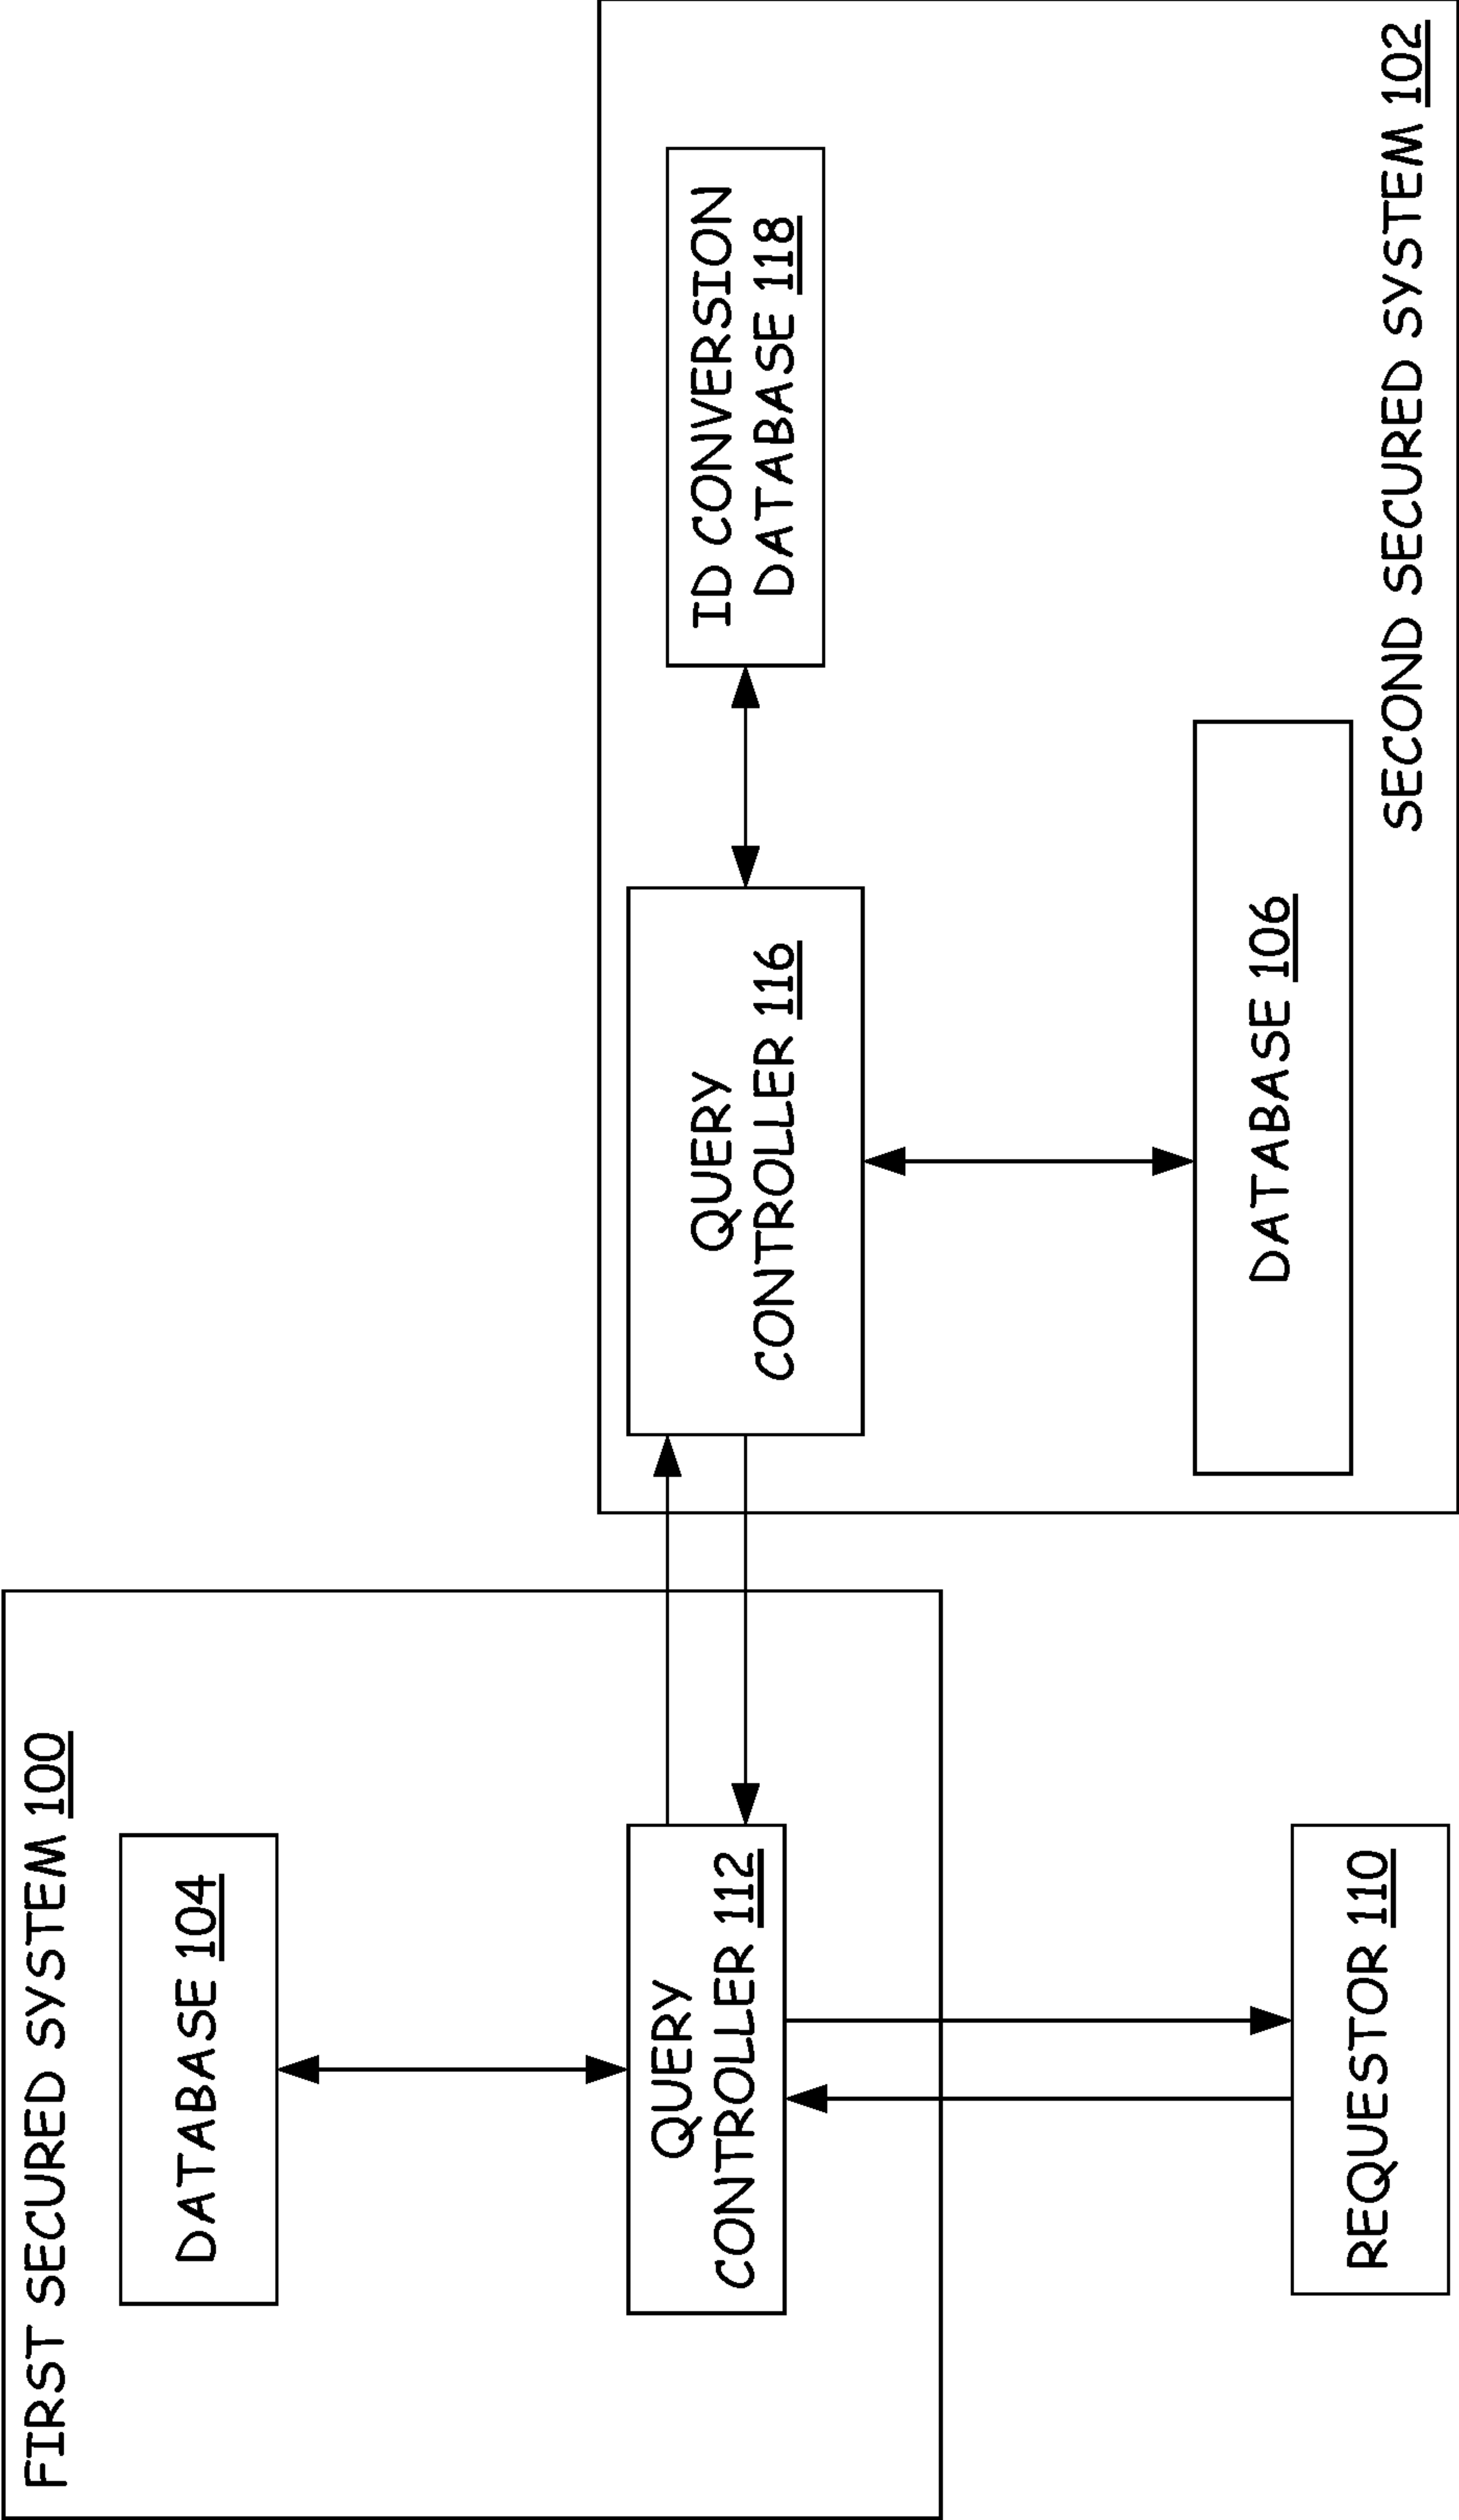 FIRST SECURED SYSTEM 100
DATABASE 104
QUERY
CONTROLLER 112
REQUESTOR 110
QUERY
CONTROLLER 116
ID CONVERSION
DATABASE 118
DATABASE 106
SECOND SECURED SYSTEM 102